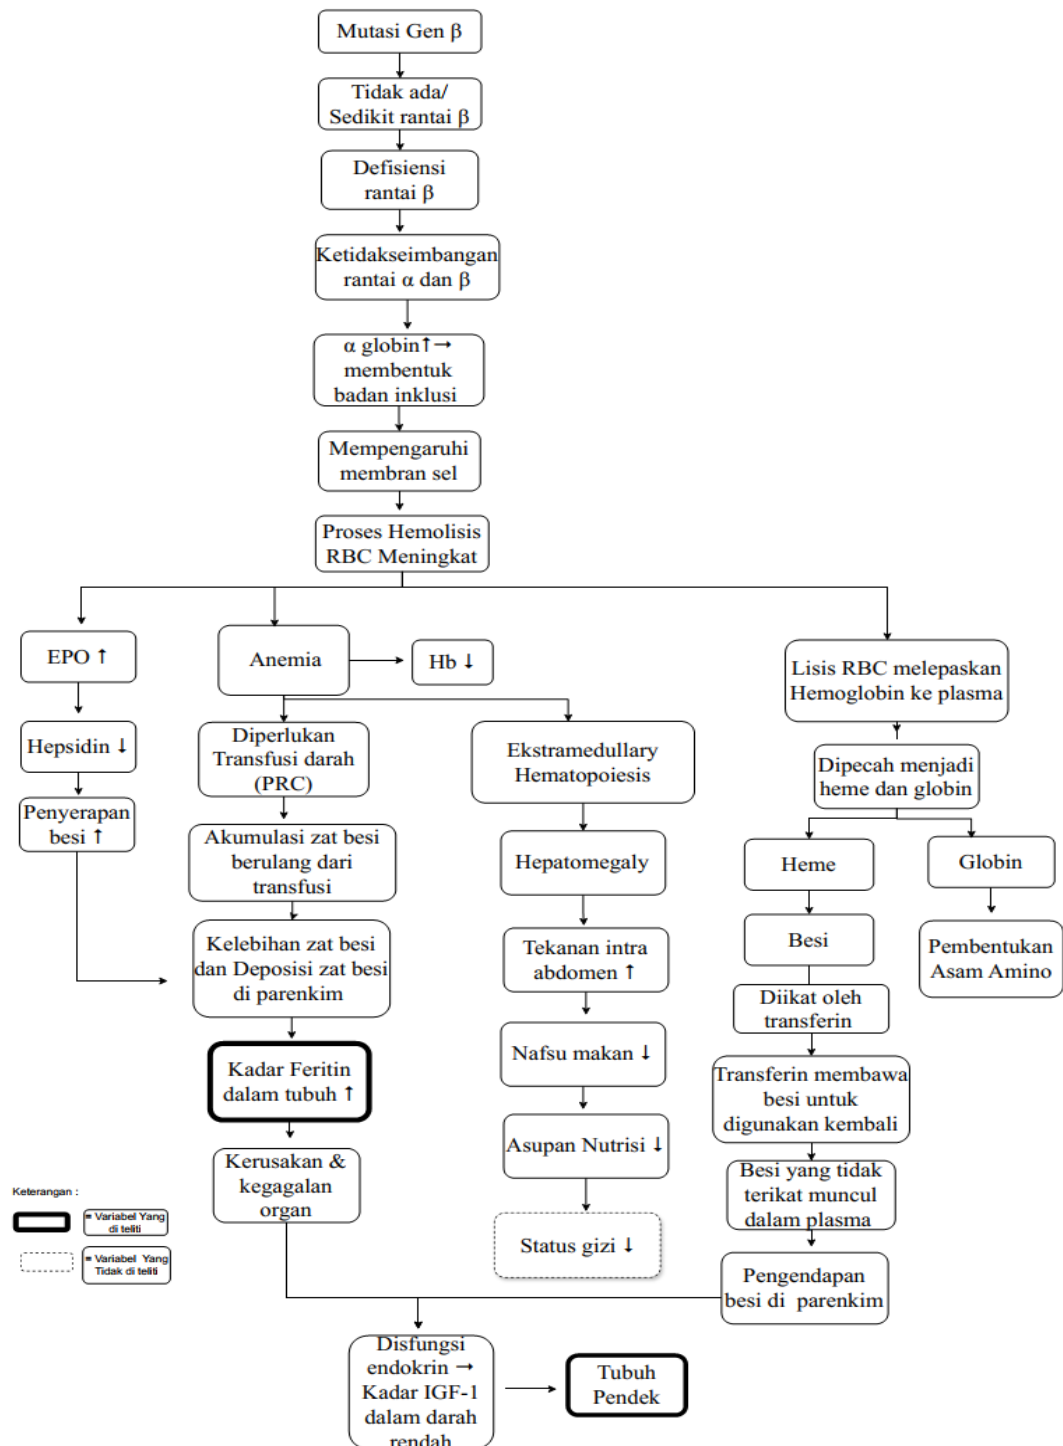 Mutasi Gen β
Tidak ada/
Sedikit rantai β
Defisiensi
rantai β
Ketidakseimbangan
rantai α dan β
α globin↑→
membentuk
badan inklusi
Mempengaruhi
membran sel
Proses Hemolisis
RBC Meningkat
EPO ↑
Hepsidin ↓
Penyerapan
besi ↑
Anemia
Hb ↓
Diperlukan
Transfusi darah
(PRC)
Akumulasi zat besi
berulang dari
transfusi
Kelebihan zat besi
dan Deposisi zat besi
di parenkim
Kadar Feritin
dalam tubuh ↑
Kerusakan &
kegagalan
organ
Ekstramedullary
Hematopoiesis
Hepatomegaly
Tekanan intra
abdomen ↑
Nafsu makan ↓
Asupan Nutrisi ↓
Status gizi ↓
Lisis RBC melepaskan
Hemoglobin ke plasma
Dipecah menjadi
heme dan globin
Heme
Globin
Besi
Pembentukan
Asam Amino
Diikat oleh
transferin
Transferin membawa
besi untuk
digunakan kembali
Besi yang tidak
terikat muncul
dalam plasma
Pengendapan
besi di parenkim
Disfungsi
endokrin →
Kadar IGF-1
dalam darah
rendah
Tubuh
Pendek
Keterangan :
= Variabel Yang
di teliti
= Variabel Yang
Tidak di teliti